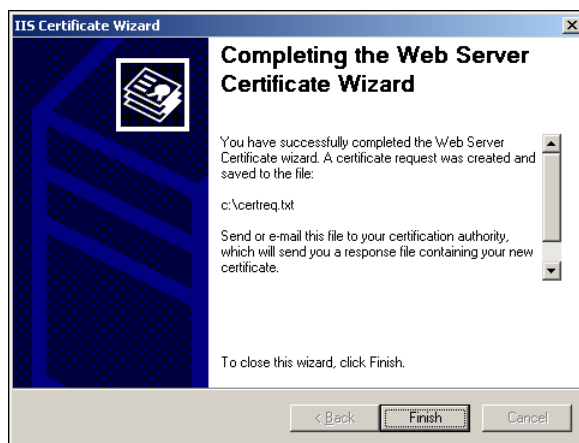 IIS Certificate Wizard
Completing the Web Server
Certificate Wizard
You have successfully completed the Web Server
Certificate wizard. A certificate request was created and
saved to the file:
c:\certreq.txt
Send or e-mail this file to your certification authority,
which will send you a response file containing your new
certificate.
To close this wizard, click Finish.
< Back
Finish
Cancel